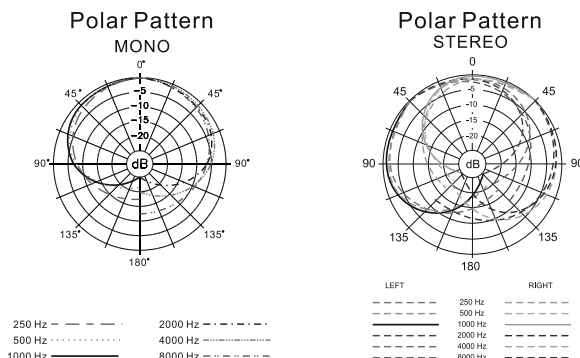 Polar Pattern
MONO
0°
45° 45°
-5
-10
-15
-20
90° dB 90°
135° 135°
180°
250 Hz 2000 Hz
500 Hz 4000 Hz
1000 Hz 8000 Hz
Polar Pattern
STEREO
0
45 45
-5
-10
-15
-20
90 dB 90
135 135
180
LEFT RIGHT
250 Hz
500 Hz
1000 Hz
2000 Hz
4000 Hz
8000 Hz